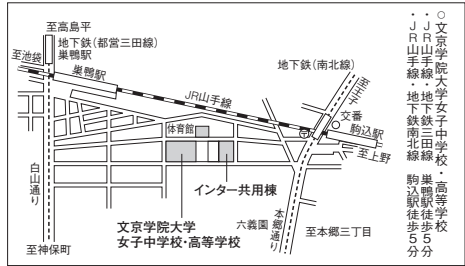 ○文京学院大学女子中学校・高等学校
・JR山手線・地下鉄三田線 巣鴨駅徒歩5分
・JR山手線・地下鉄南北線 駒込駅徒歩5分
至高島平
地下鉄(都営三田線)
巣鴨駅
至池袋
巣鴨駅
JR山手線
地下鉄(南北線)
至王子
交番
駒込駅
至上野
体育館
インター共用棟
文京学院大学
女子中学校・高等学校
白山通り
六義園
本郷通り
至神保町
至本郷三丁目